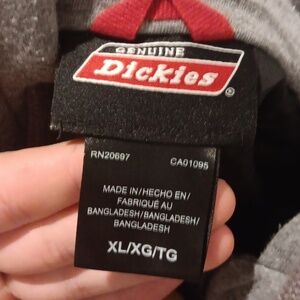 GENUINE
Dickies
®
RN20697 CA01095
MADE IN/HECHO EN/
FABRIQUÉ AU
BANGLADESH/BANGLADESH/
BANGLADESH
XL/XG/TG